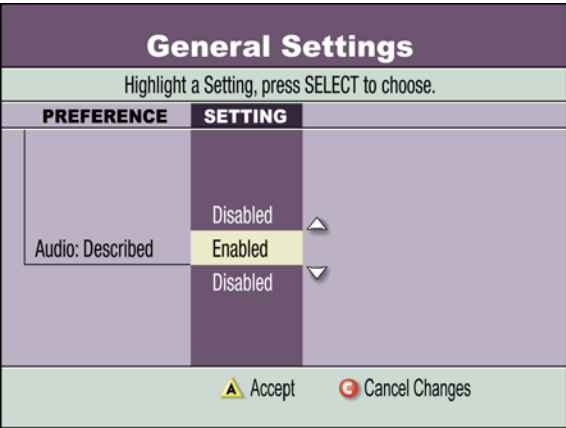 General Settings
Highlight a Setting, press SELECT to choose.
PREFERENCE SETTING
Disabled
Audio: Described Enabled
Disabled
A Accept C Cancel Changes